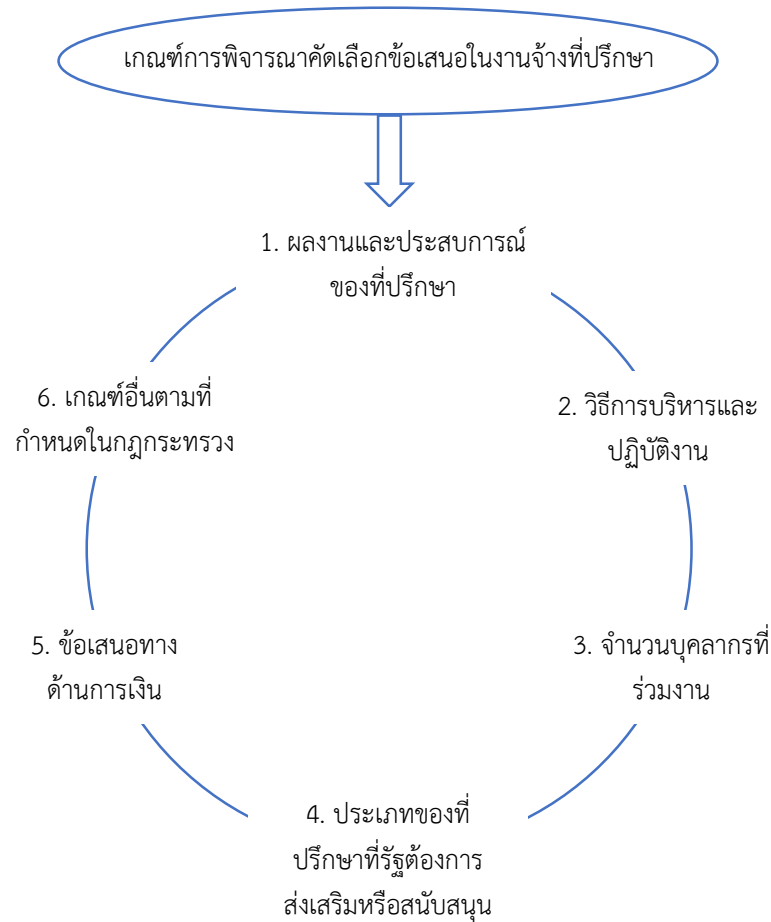 เกณฑ์การพิจารณาคัดเลือกข้อเสนอในงานจ้างที่ปรึกษา
1. ผลงานและประสบการณ์
ของที่ปรึกษา
2. วิธีการบริหารและ
ปฏิบัติงาน
3. จำนวนบุคลากรที่
ร่วมงาน
4. ประเภทของที่
ปรึกษาที่รัฐต้องการ
ส่งเสริมหรือสนับสนุน
5. ข้อเสนอทาง
ด้านการเงิน
6. เกณฑ์อื่นตามที่
กำหนดในกฎกระทรวง